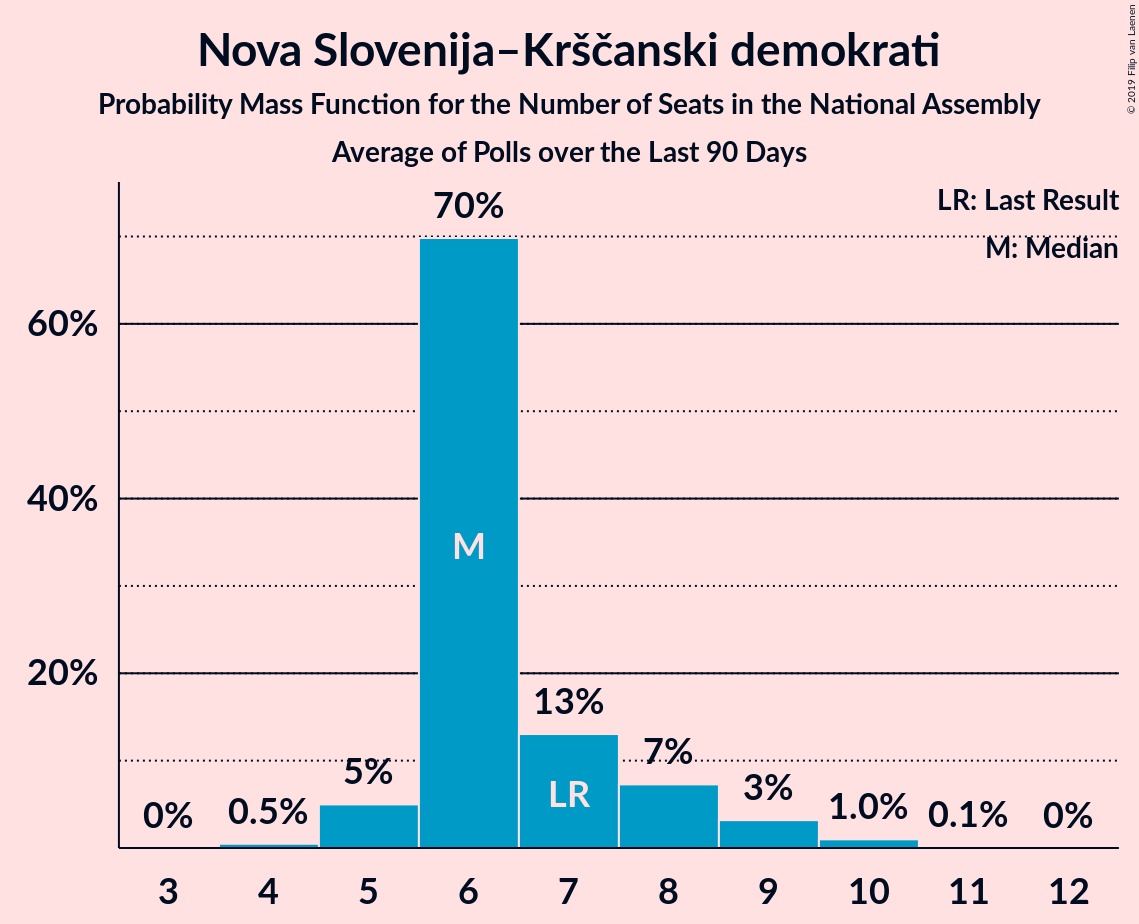 Nova Slovenija–Krščanski demokrati
Probability Mass Function for the Number of Seats in the National Assembly
Average of Polls over the Last 90 Days
© 2019 Filip van Laenen
LR: Last Result
M: Median
70%
60%
40%
20%
M
13%
LR
7%
5%
3%
0%
0.5%
1.0%
0.1%
0%
3 4 5 6 7 8 9 10 11 12